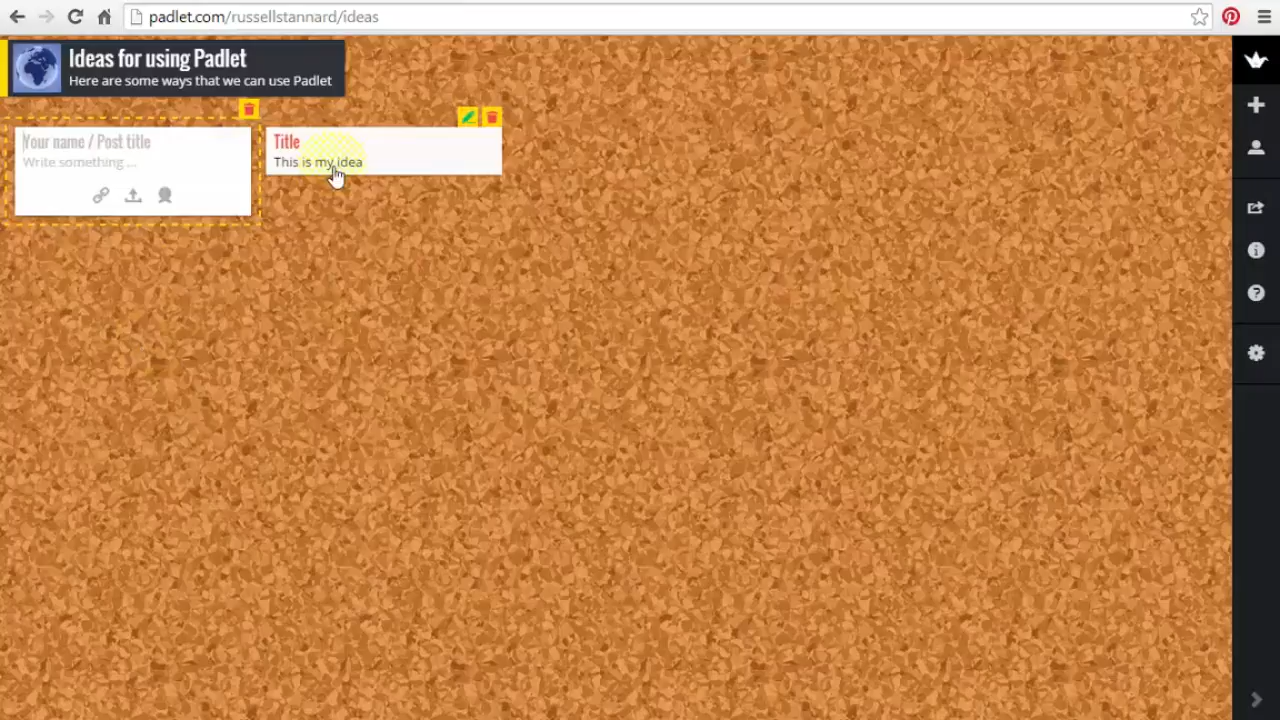 padlet.com/russellstannard/ideas
Ideas for using Padlet
Here are some ways that we can use Padlet
Your name / Post title
Write something ...
Title
This is my idea